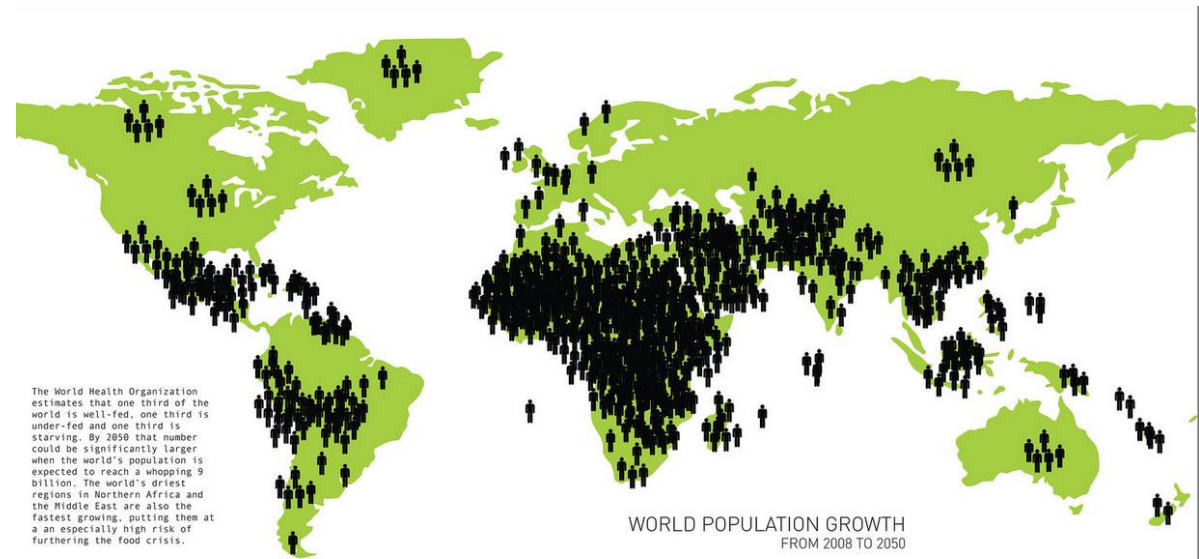 The World Health Organization
estimates that one third of the
world is well-fed, one third is
under-fed and one third is
starving. By 2050 that number
could be significantly larger
when the world's population is
expected to reach a whopping 9
billion. The world's driest
regions in Northern Africa and
the Middle East are also the
fastest growing, putting them at
a an especially high risk of
furthering the food crisis.
WORLD POPULATION GROWTH
FROM 2008 TO 2050